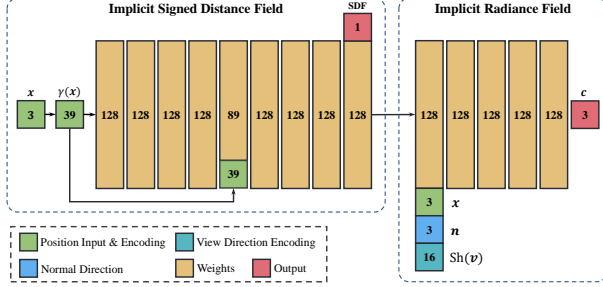 Implicit Signed Distance Field
Implicit Radiance Field
SDF
1
x
γ(x)
c
3
39
128
128
128
128
89
128
128
128
128
128
128
128
128
128
3
39
3
x
3
n
16
Sh(v)
Position Input & Encoding
View Direction Encoding
Normal Direction
Weights
Output